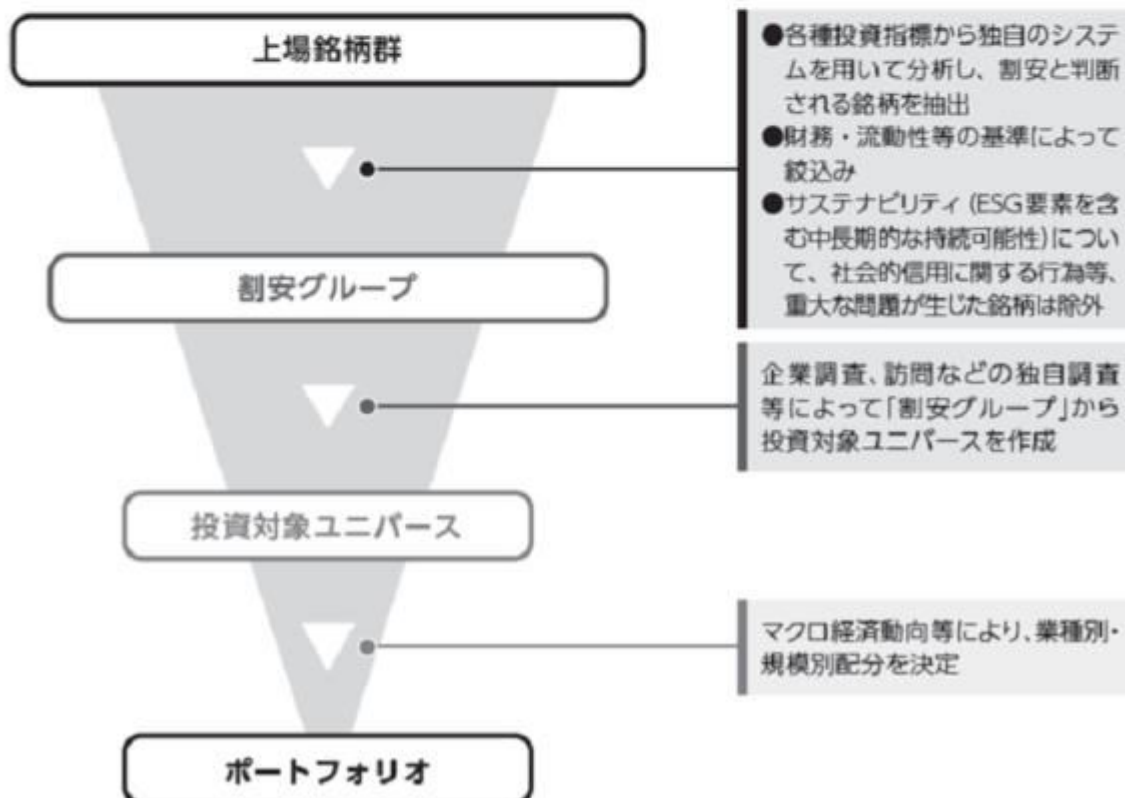 上場銘柄群
●各種投資指標から独自のシステ
ムを用いて分析し、割安と判断
される銘柄を抽出
●財務・流動性等の基準によって
絞込み
●サステナビリティ(ESG要素を含
む中長期的な持続可能性)につい
て、社会的信用に関する行為等、
重大な問題が生じた銘柄は除外
割安グループ
企業調査、訪問などの独自調査
等によって「割安グループ」から
投資対象ユニバースを作成
投資対象ユニバース
マクロ経済動向等により、業種別・
規模別配分を決定
ポートフォリオ